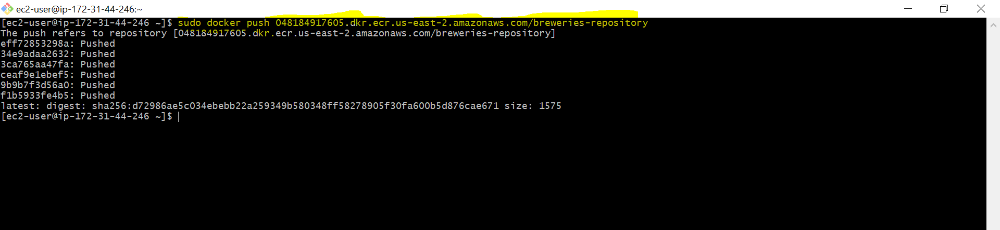 ec2-user@ip-172-31-44-246:~
[ec2-user@ip-172-31-44-246 ~]$ sudo docker push 048184917605.dkr.ecr.us-east-2.amazonaws.com/breweries-repository
The push refers to repository [048184917605.dkr.ecr.us-east-2.amazonaws.com/breweries-repository]
eff72853298a: Pushed
34e9adaa2632: Pushed
3ca765aa47fa: Pushed
ceaf9e1ebef5: Pushed
9b9b7f3d56a0: Pushed
f1b5933fe4b5: Pushed
latest: digest: sha256:d72986ae5c034ebebb22a259349b580348ff58278905f30fa600b5d876cae671 size: 1575
[ec2-user@ip-172-31-44-246 ~]$